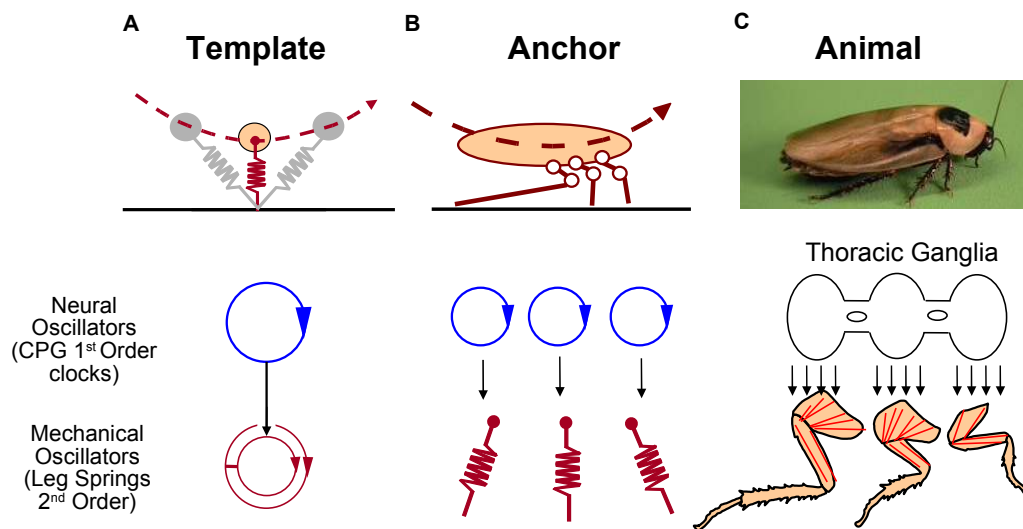 A
Template
B
Anchor
C
Animal
Thoracic Ganglia
Neural
Oscillators
(CPG 1st Order
clocks)
Mechanical
Oscillators
(Leg Springs
2nd Order)